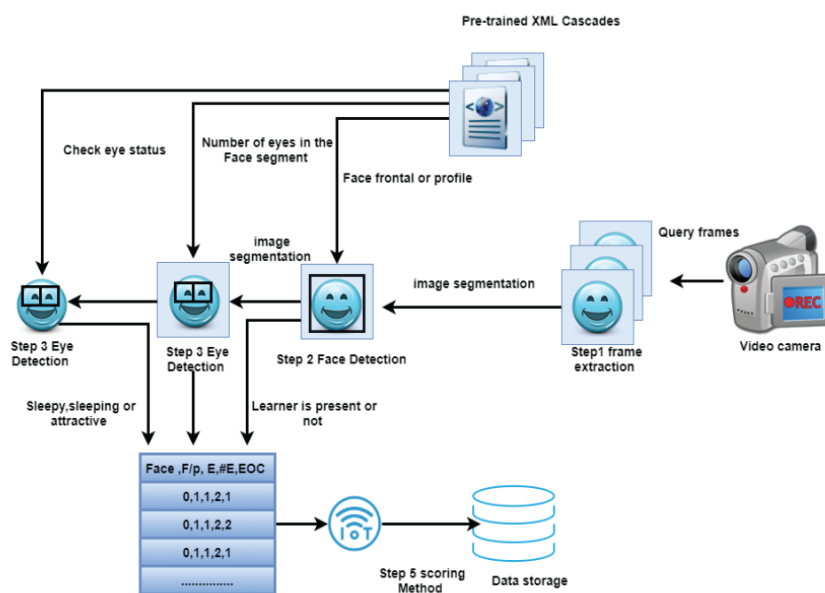 Pre-trained XML Cascades
Check eye status
Number of eyes in the
Face segment
Face frontal or profile
image
segmentation
image segmentation
Query frames
REC
Video camera
Step1 frame
extraction
Step 2 Face Detection
Step 3 Eye
Detection
Step 3 Eye
Detection
Sleepy,sleeping or
attractive
Learner is present or
not
Face ,F/p, E,#E,EOC
0,1,1,2,1
0,1,1,2,2
0,1,1,2,1
...............
IoT
Step 5 scoring
Method
Data storage